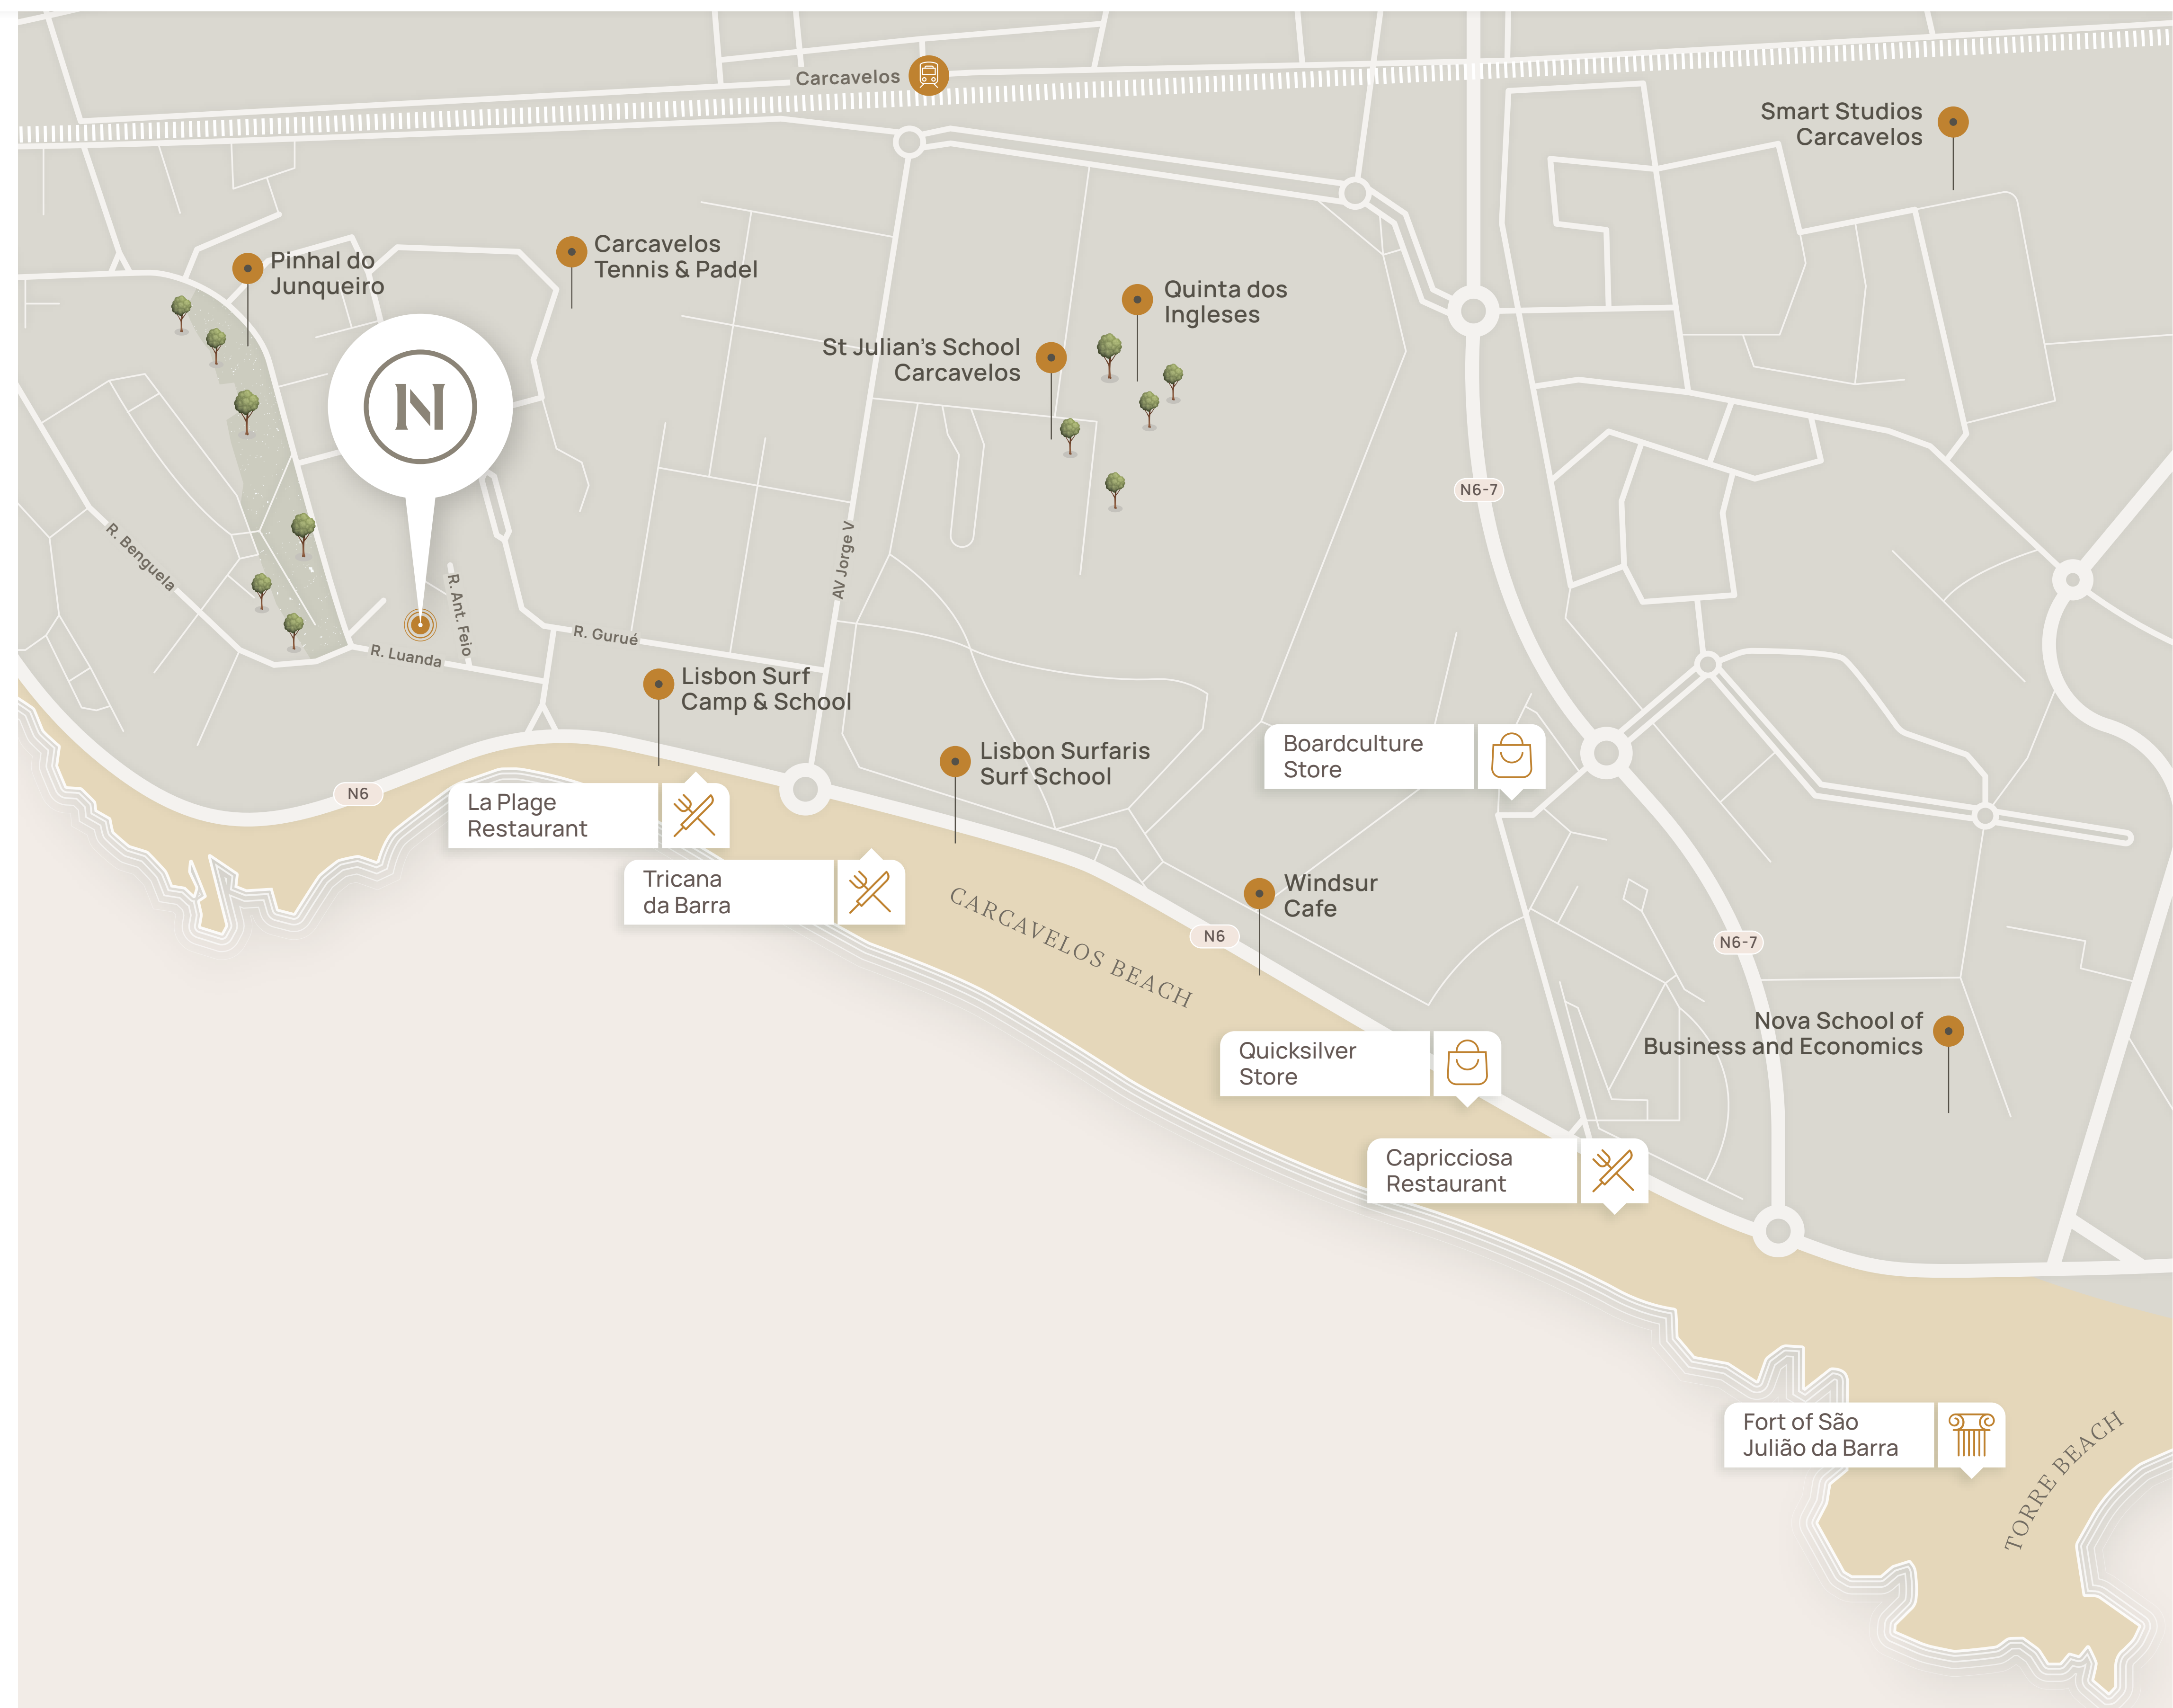 Carcavelos
Smart Studios
Carcavelos
Pinhal do
Junqueiro
Carcavelos
Tennis & Padel
Quinta dos
Ingleses
St Julian's School
Carcavelos
N
N6-7
R. Benguela
AV Jorge V
R. Ant. Feio
R. Luanda
R. Gurué
Lisbon Surf
Camp & School
Lisbon Surfaris
Surf School
Boardculture
Store
N6
La Plage
Restaurant
Tricana
da Barra
CARCAVELOS BEACH
Windsur
Cafe
N6
N6-7
Nova School of
Business and Economics
Quicksilver
Store
Capricciosa
Restaurant
Fort of São
Julião da Barra
TORRE BEACH